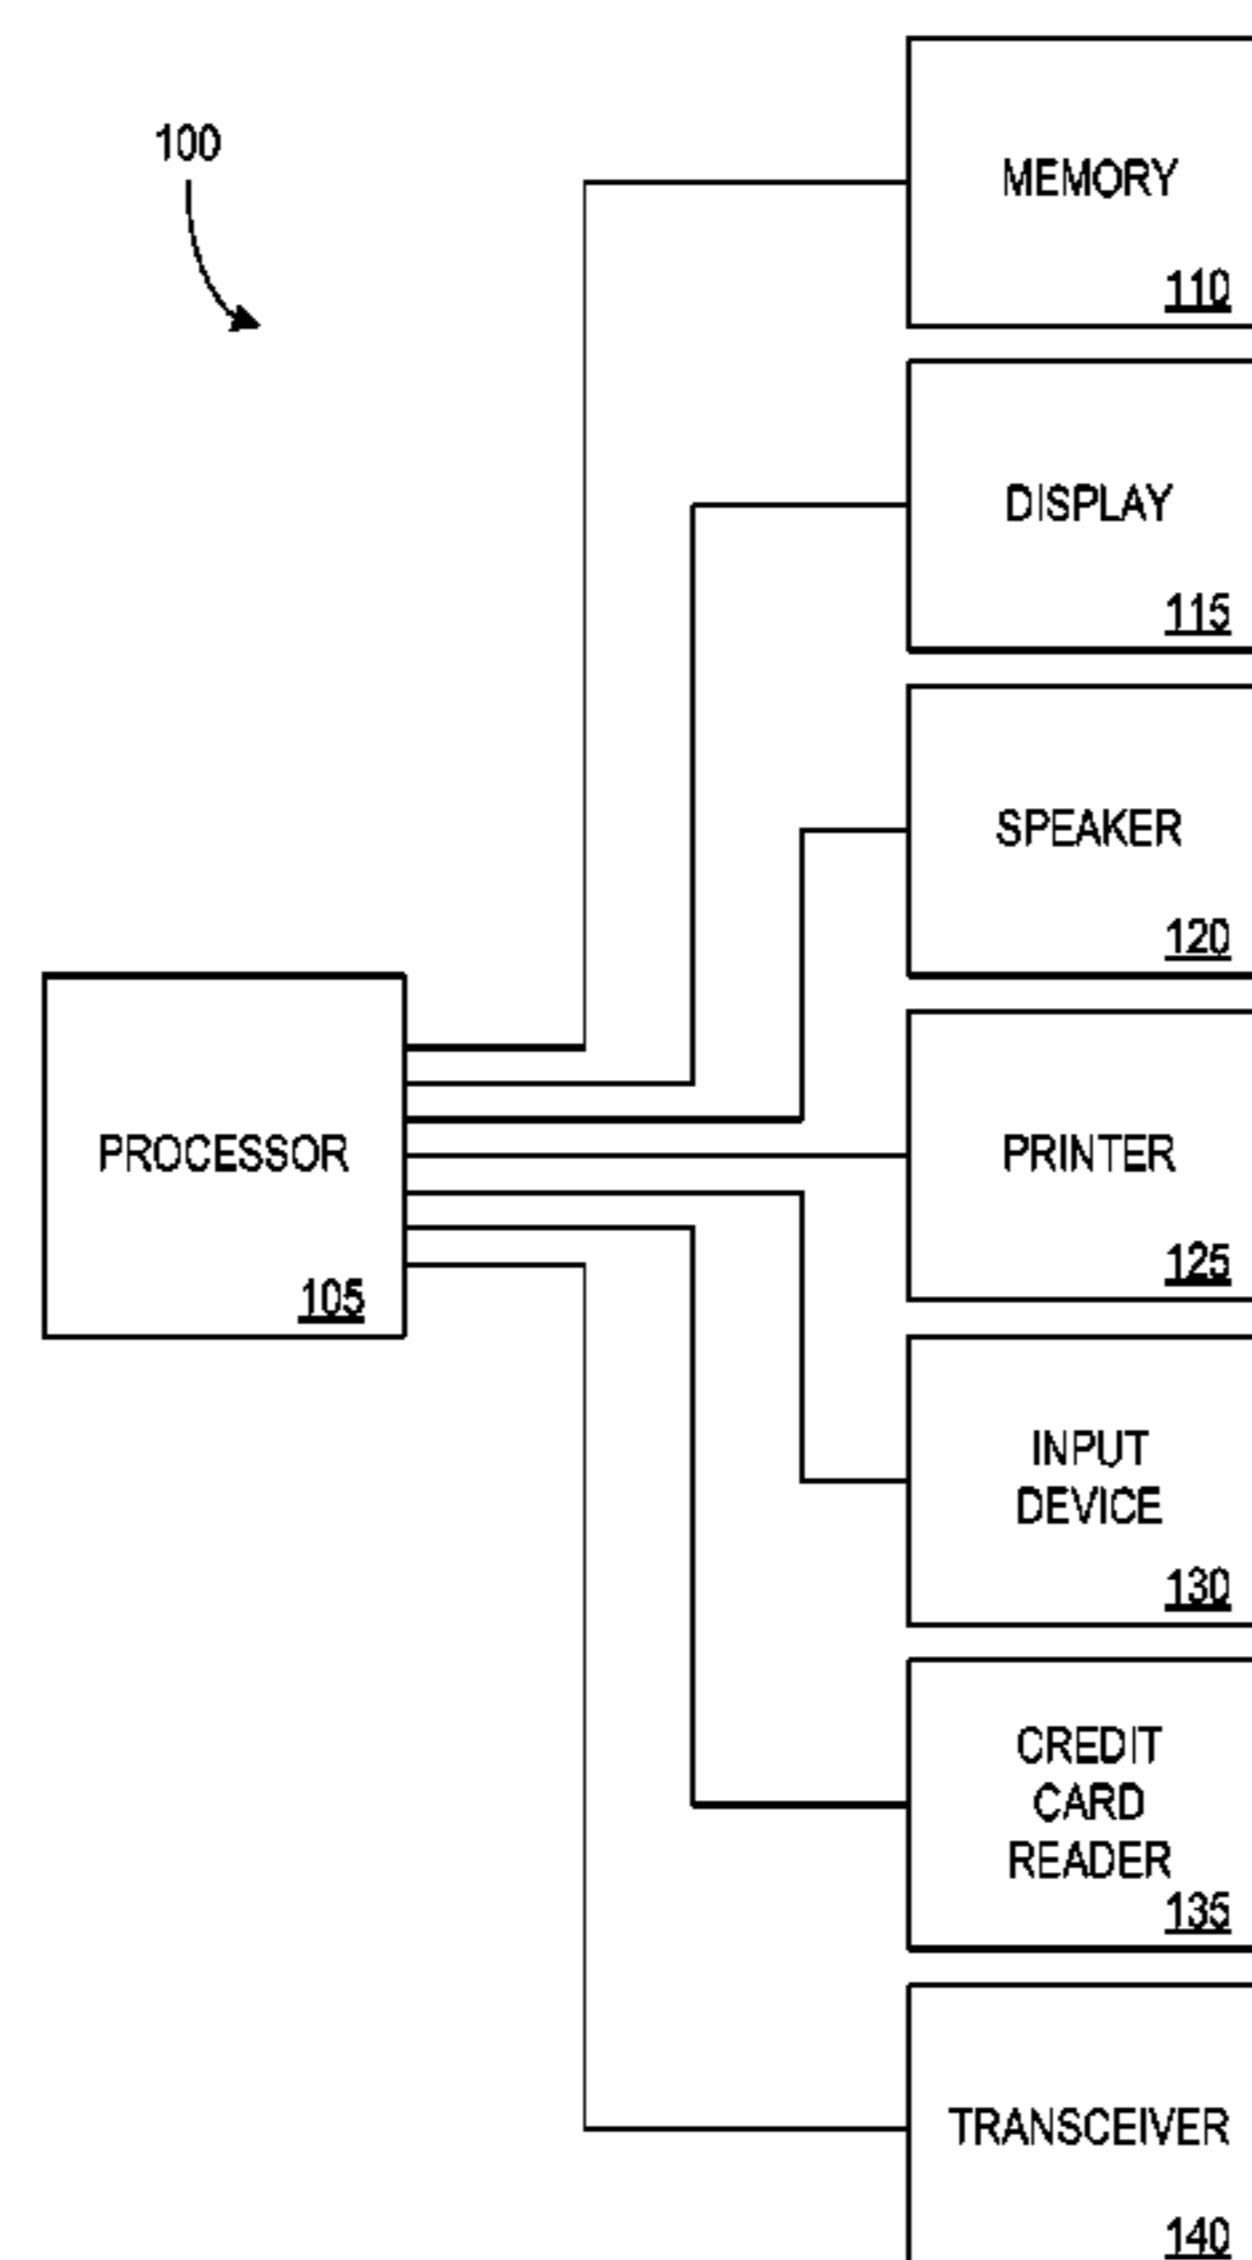 100
MEMORY
110
DISPLAY
115
SPEAKER
120
PROCESSOR
105
PRINTER
125
INPUT
DEVICE
130
CREDIT
CARD
READER
135
TRANSCEIVER
140